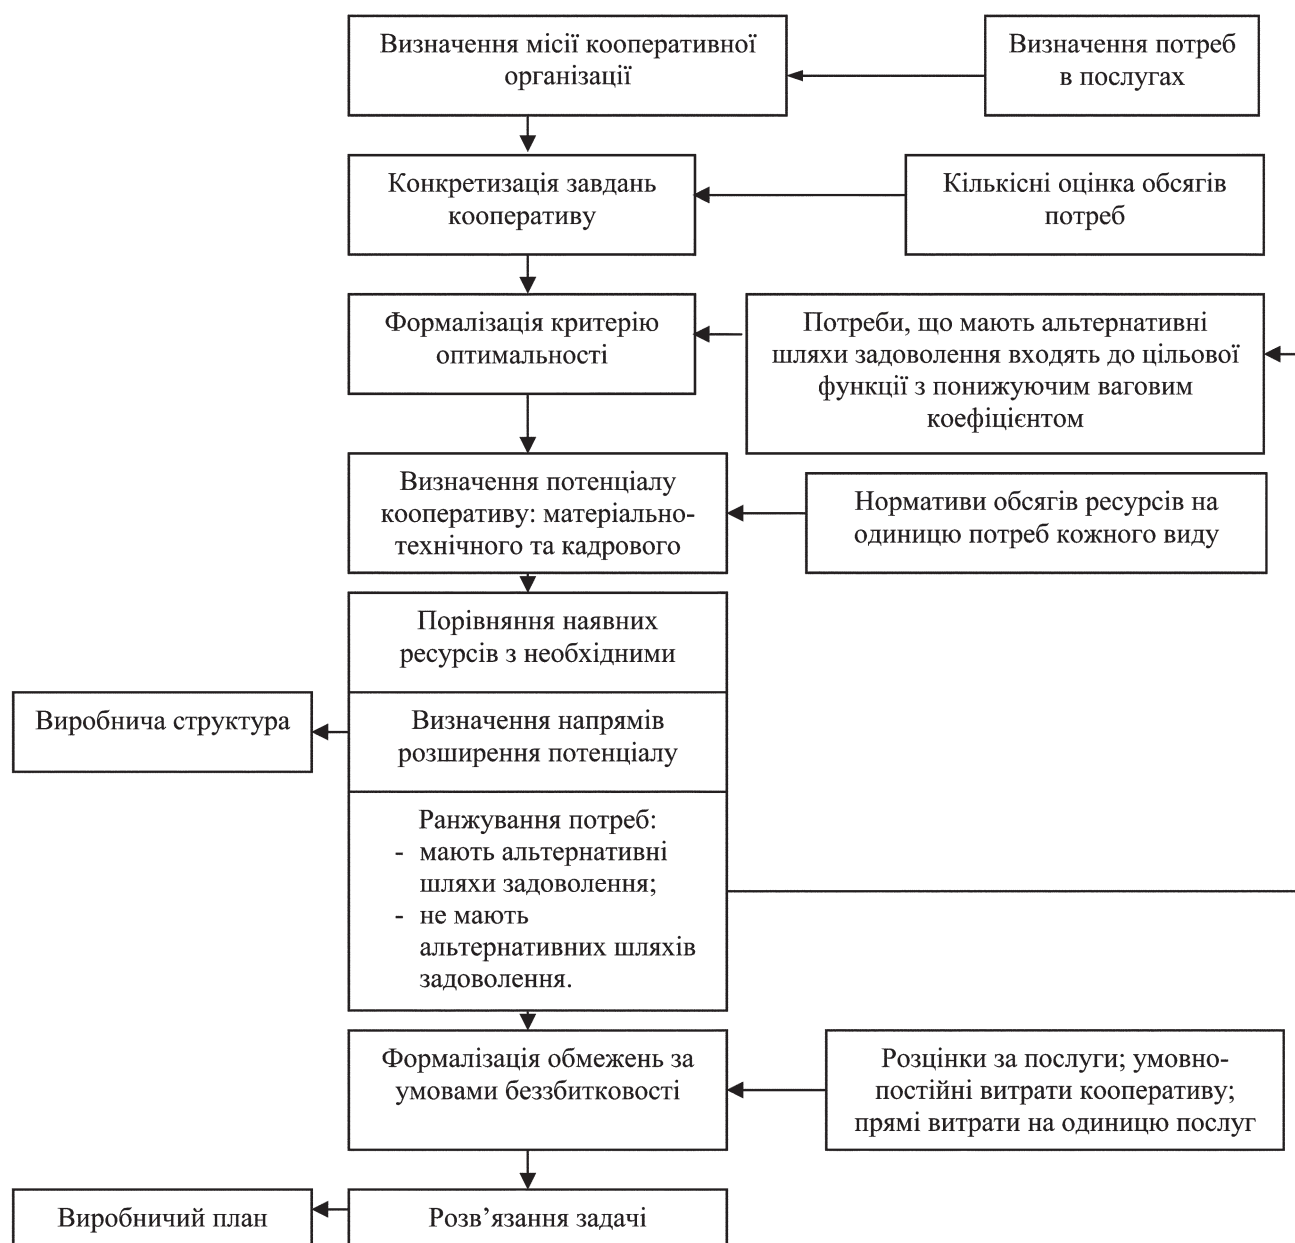 Визначення місії кооперативної
організації
Визначення потреб
в послугах
Конкретизація завдань
кооперативу
Кількісні оцінка обсягів
потреб
Формалізація критерію
оптимальності
Потреби, що мають альтернативні
шляхи задоволення входять до цільової
функції з понижуючим ваговим
коефіцієнтом
Визначення потенціалу
кооперативу: матеріально-
технічного та кадрового
Нормативи обсягів ресурсів на
одиницю потреб кожного виду
Порівняння наявних
ресурсів з необхідними
Виробнича структура
Визначення напрямів
розширення потенціалу
Ранжування потреб:
- мають альтернативні
шляхи задоволення;
- не мають
альтернативних шляхів
задоволення.
Формалізація обмежень за
умовами беззбитковості
Розцінки за послуги; умовно-
постійні витрати кооперативу;
прямі витрати на одиницю послуг
Виробничий план
Розв’язання задачі